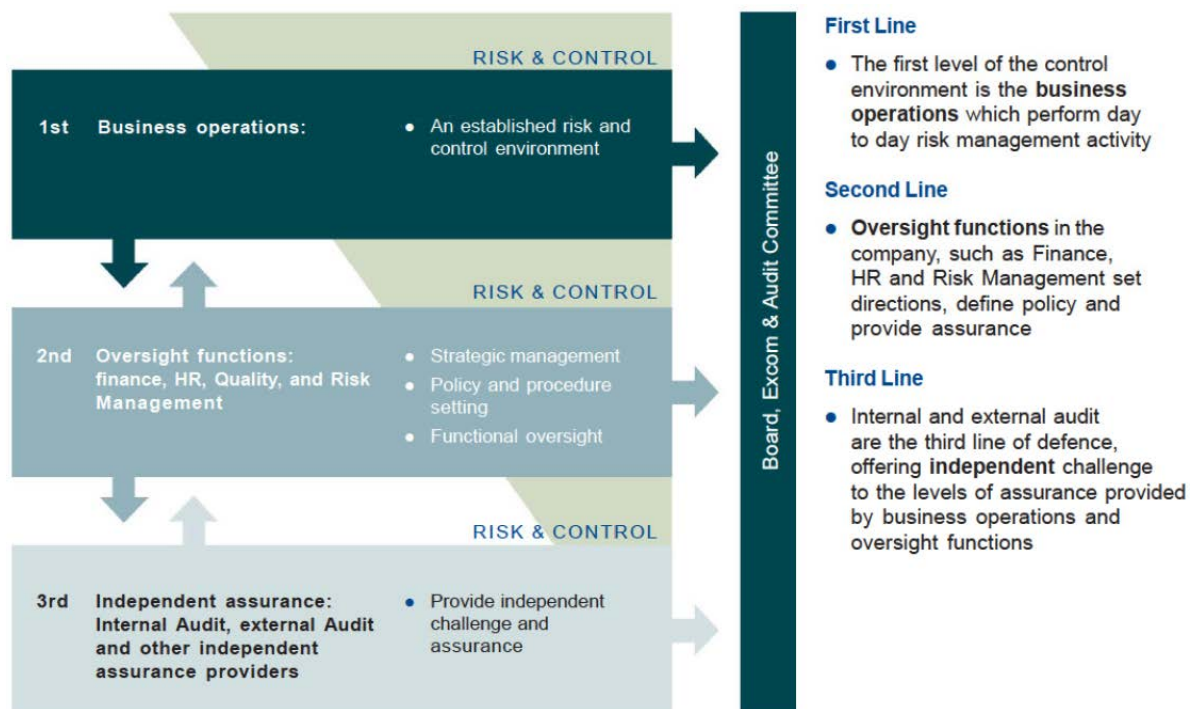 RISK & CONTROL
1st Business operations:
● An established risk and
control environment
RISK & CONTROL
2nd Oversight functions:
finance, HR, Quality, and Risk
Management
● Strategic management
● Policy and procedure
setting
● Functional oversight
RISK & CONTROL
3rd Independent assurance:
Internal Audit, external Audit
and other independent
assurance providers
● Provide independent
challenge and
assurance
Board, Excom & Audit Committee
First Line
● The first level of the control
environment is the business
operations which perform day
to day risk management activity
Second Line
● Oversight functions in the
company, such as Finance,
HR and Risk Management set
directions, define policy and
provide assurance
Third Line
● Internal and external audit
are the third line of defence,
offering independent challenge
to the levels of assurance provided
by business operations and
oversight functions